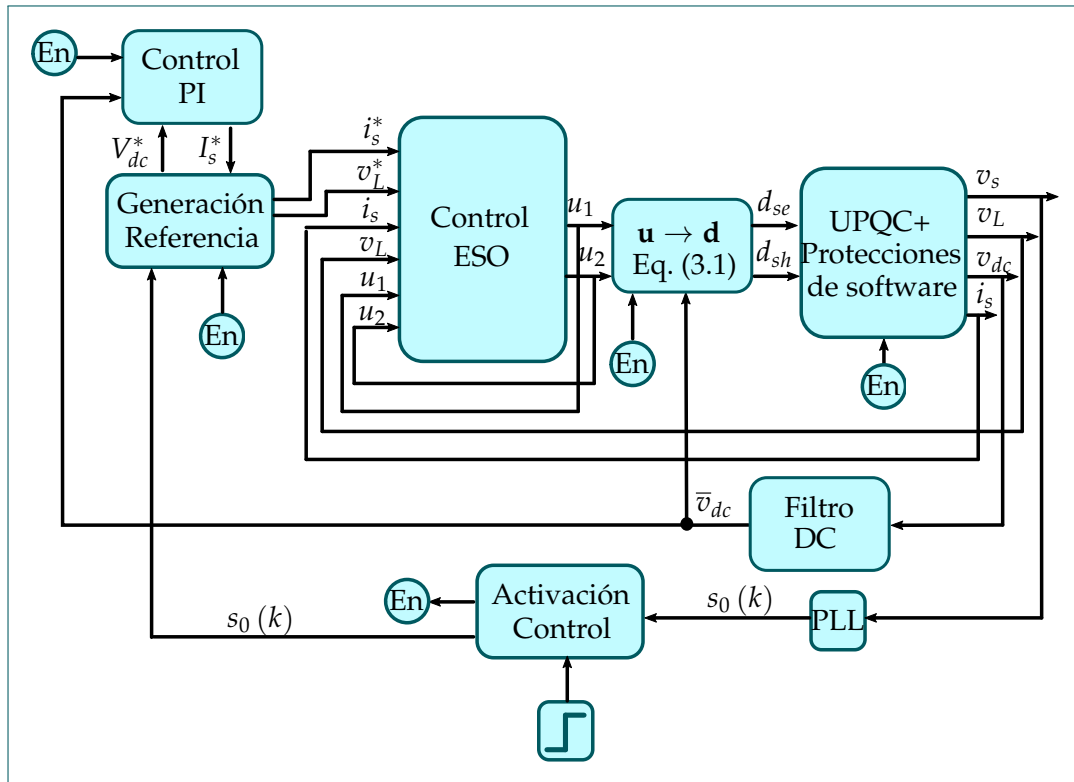 En
Control
PI
V*dc
I*s
Generación
Referencia
En
i*s
v*L
is
vL
u1
u2
Control
ESO
u1
u2
u → d
Eq. (3.1)
En
dse
dsh
UPQC+
Protecciones
de software
En
vs
vL
vdc
is
v̅dc
Filtro
DC
En
Activación
Control
s0 (k)
s0 (k)
PLL